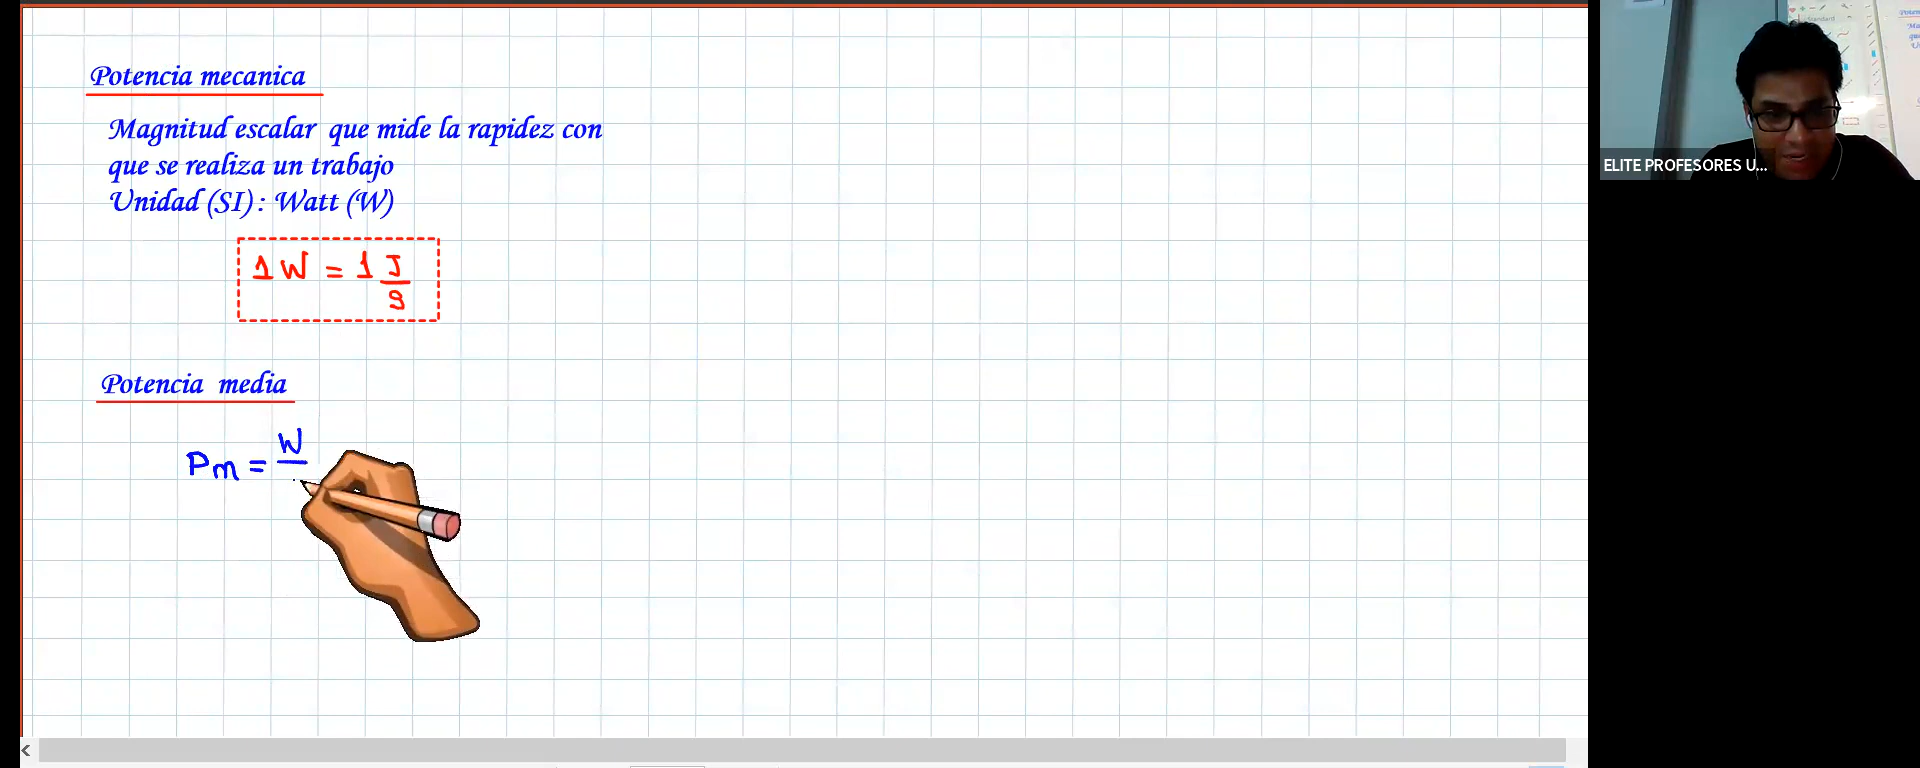 Potencia mecanica
Magnitud escalar que mide la rapidez con
que se realiza un trabajo
Unidad (SI) : Watt (W)
1 W = 1 J/s
Potencia media
Pm = W
ELITE PROFESORES U...